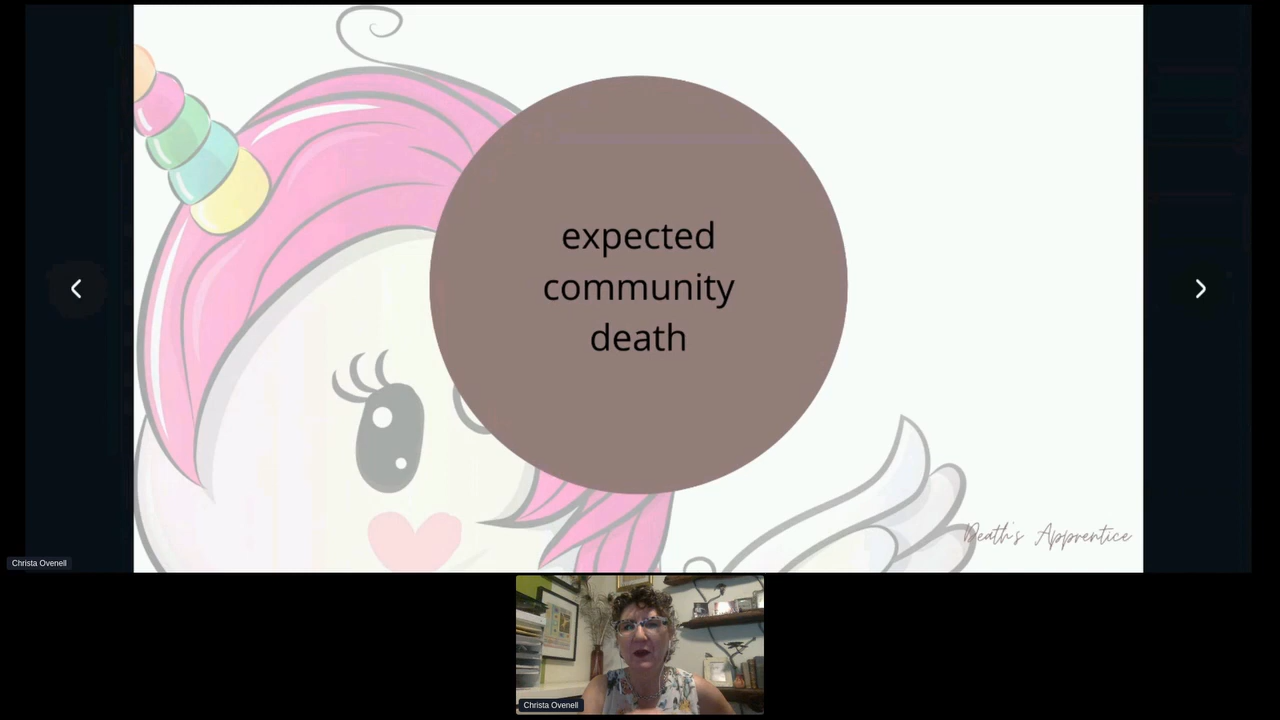 expected
community
death
Death's Apprentice
Christa Ovenell
Christa Ovenell